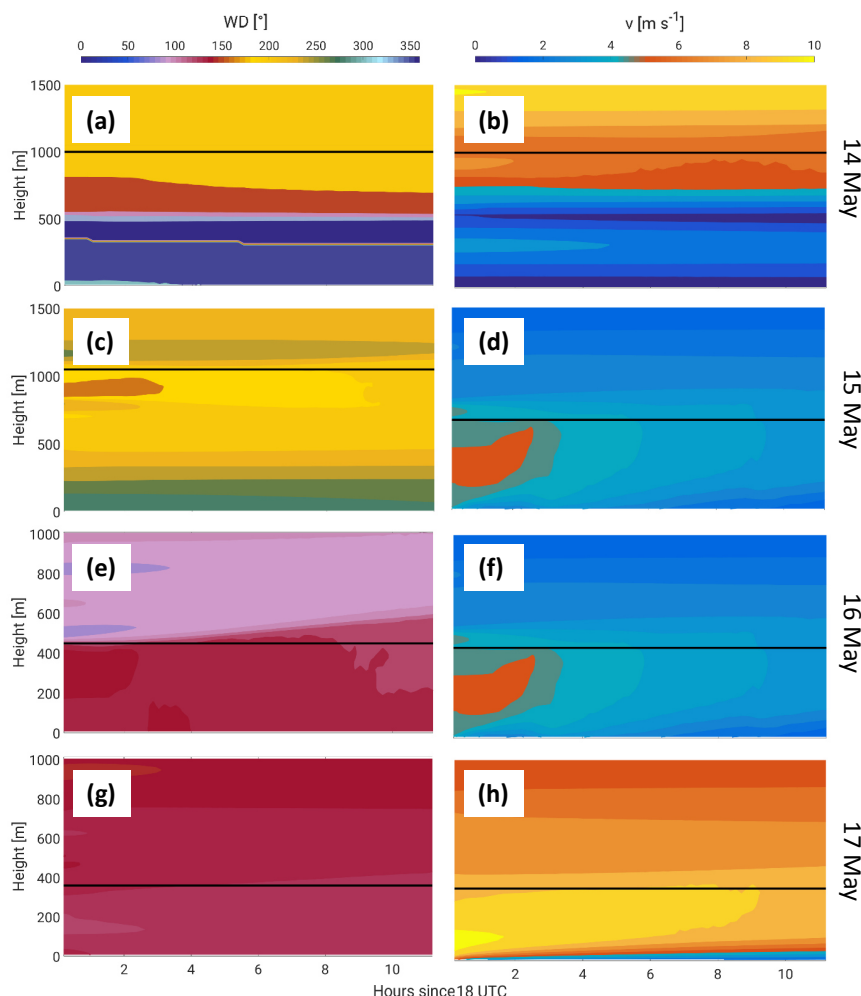 WD [°]
v [m s⁻¹]
0 50 100 150 200 250 300 350
0 2 4 6 8 10
1500
(a)
(b)
14 May
1000
Height [m]
500
0
1500
(c)
(d)
15 May
1000
Height [m]
500
0
1000
(e)
(f)
16 May
800
Height [m]
600
400
200
0
1000
(g)
(h)
17 May
800
Height [m]
600
400
200
0
2 4 6 8 10
2 4 6 8 10
Hours since18 UTC